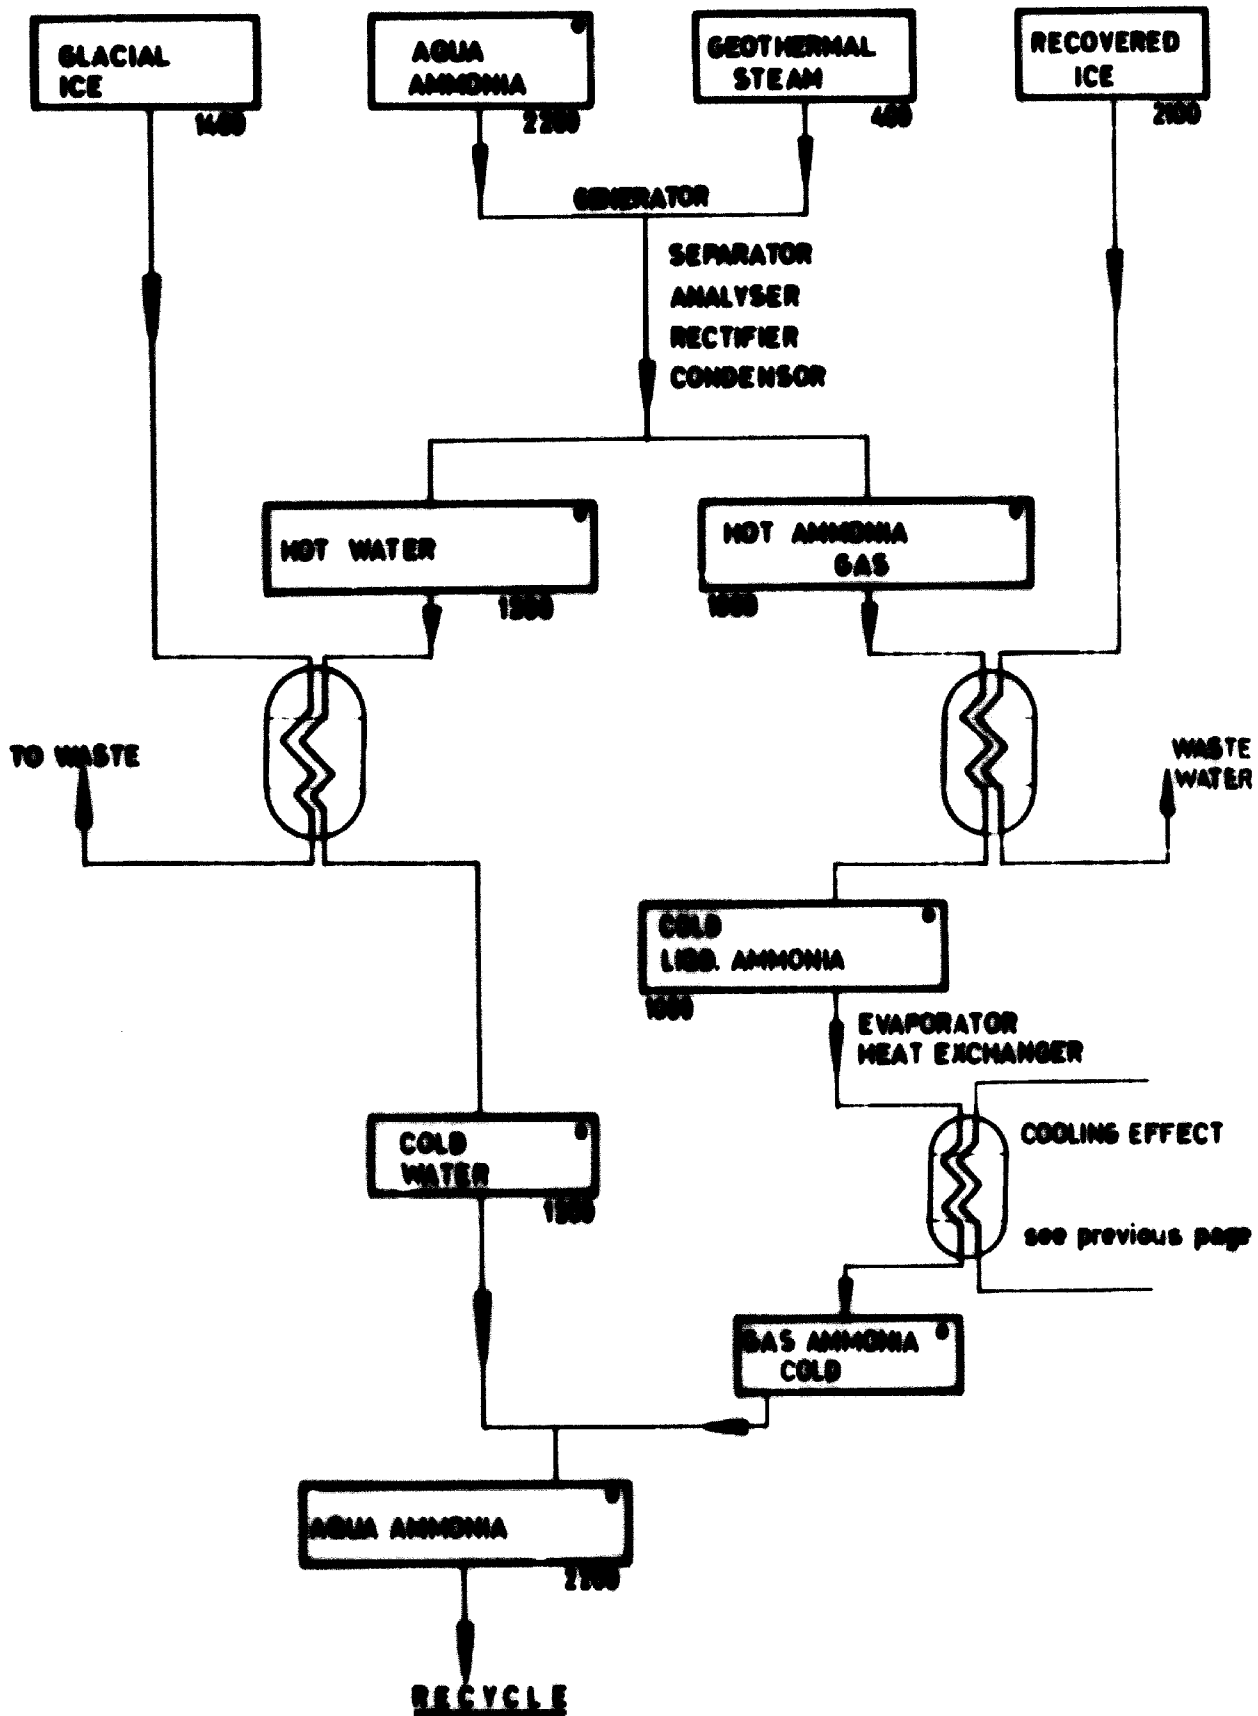 GLACIAL
ICE
AQUA
AMMONIA
GEOTHERMAL
STEAM
RECOVERED
ICE
400
2100
GENERATOR
SEPARATOR
ANALYSER
RECTIFIER
CONDENSOR
HOT WATER
HOT AMMONIA
GAS
TO WASTE
WASTE
WATER
COLD
AMMONIA
EVAPORATOR
HEAT EXCHANGER
COLD
WATER
COOLING EFFECT
see previous page
GAS AMMONIA
COLD
AQUA AMMONIA
RECYCLE